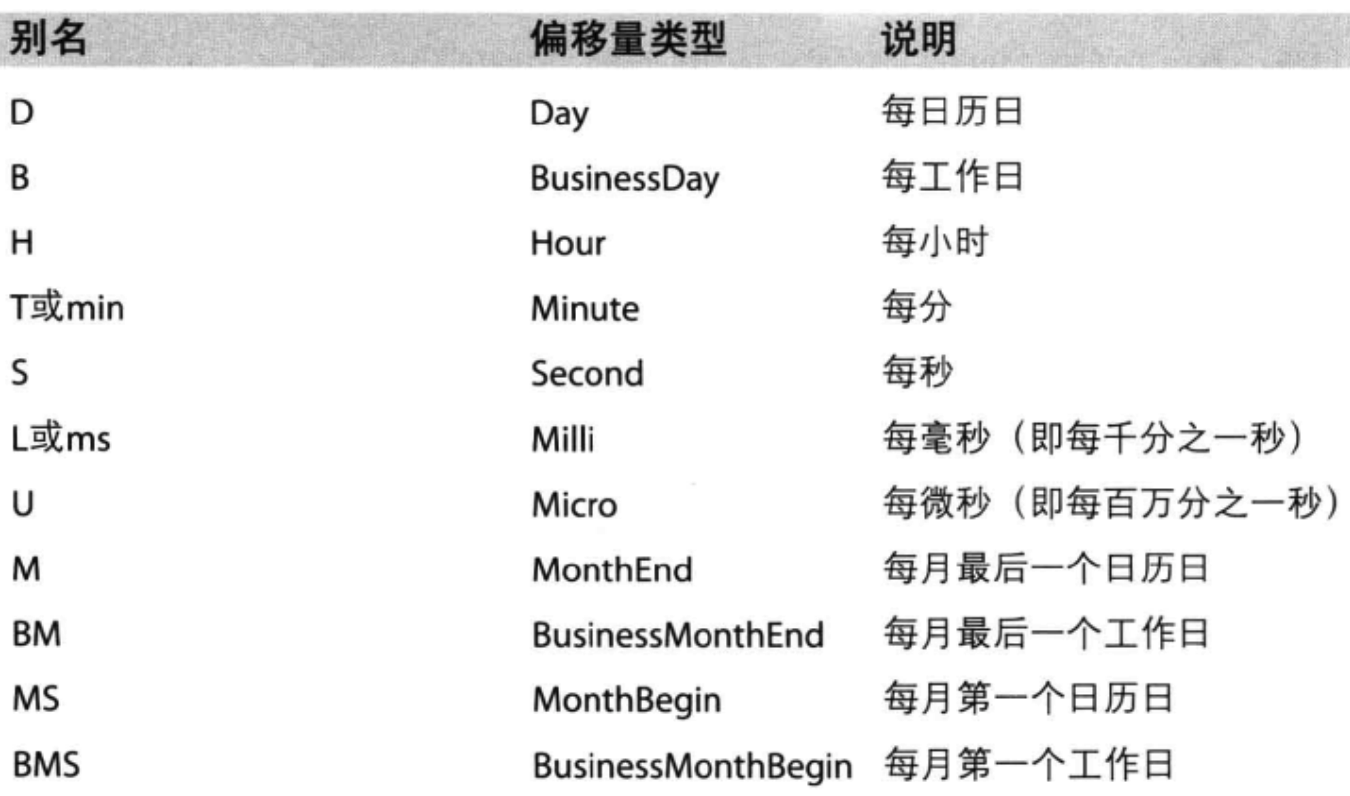 别名 偏移量类型 说明
D Day 每日历日
B BusinessDay 每工作日
H Hour 每小时
T或min Minute 每分
S Second 每秒
L或ms Milli 每毫秒（即每千分之一秒）
U Micro 每微秒（即每百万分之一秒）
M MonthEnd 每月最后一个日历日
BM BusinessMonthEnd 每月最后一个工作日
MS MonthBegin 每月第一个日历日
BMS BusinessMonthBegin 每月第一个工作日